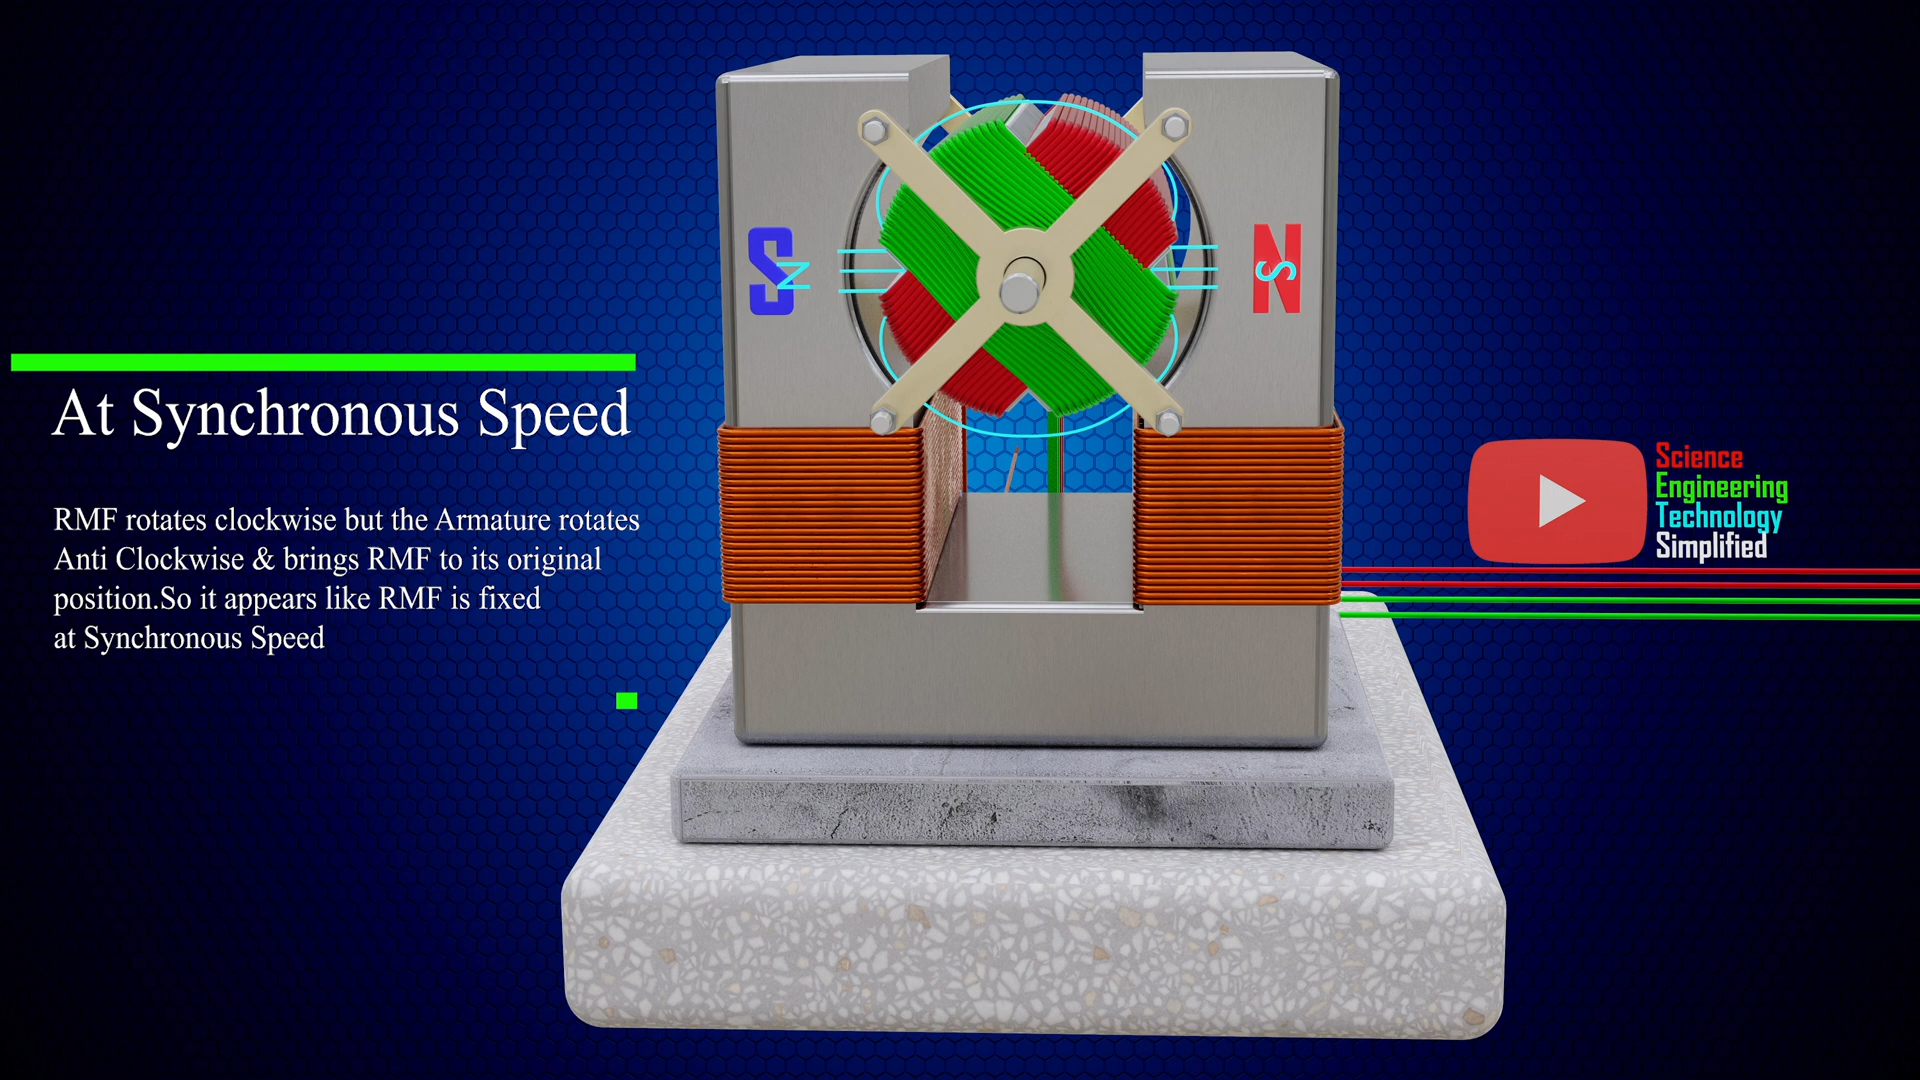 At Synchronous Speed
RMF rotates clockwise but the Armature rotates
Anti Clockwise & brings RMF to its original
position.So it appears like RMF is fixed
at Synchronous Speed
S
N
N
S
Science
Engineering
Technology
Simplified